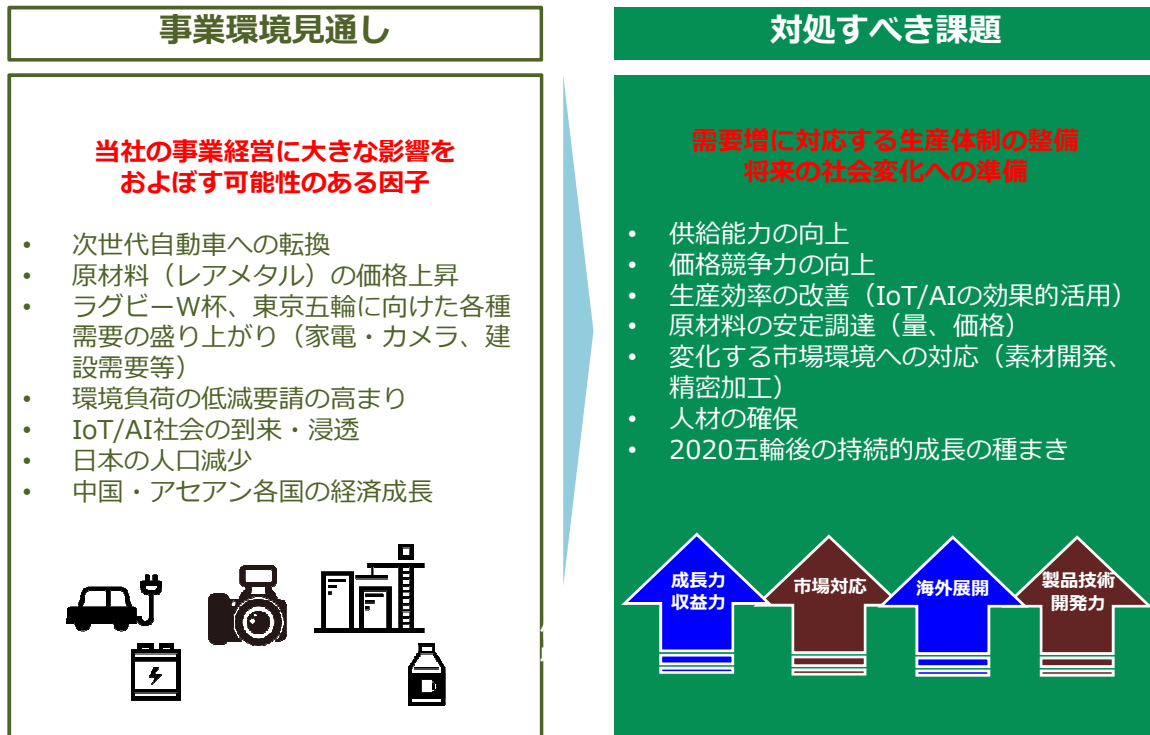 事業環境見通し
当社の事業経営に大きな影響を
およぼす可能性のある因子
• 次世代自動車への転換
• 原材料（レアメタル）の価格上昇
• ラグビーW杯、東京五輪に向けた各種
需要の盛り上がり（家電・カメラ、建
設需要等）
• 環境負荷の低減要請の高まり
• IoT/AI社会の到来・浸透
• 日本の人口減少
• 中国・アセアン各国の経済成長
対処すべき課題
需要増に対応する生産体制の整備
将来の社会変化への準備
• 供給能力の向上
• 価格競争力の向上
• 生産効率の改善（IoT/AIの効果的活用）
• 原材料の安定調達（量、価格）
• 変化する市場環境への対応（素材開発、
精密加工）
• 人材の確保
• 2020五輪後の持続的成長の種まき
成長力
収益力
市場対応
海外展開
製品技術
開発力